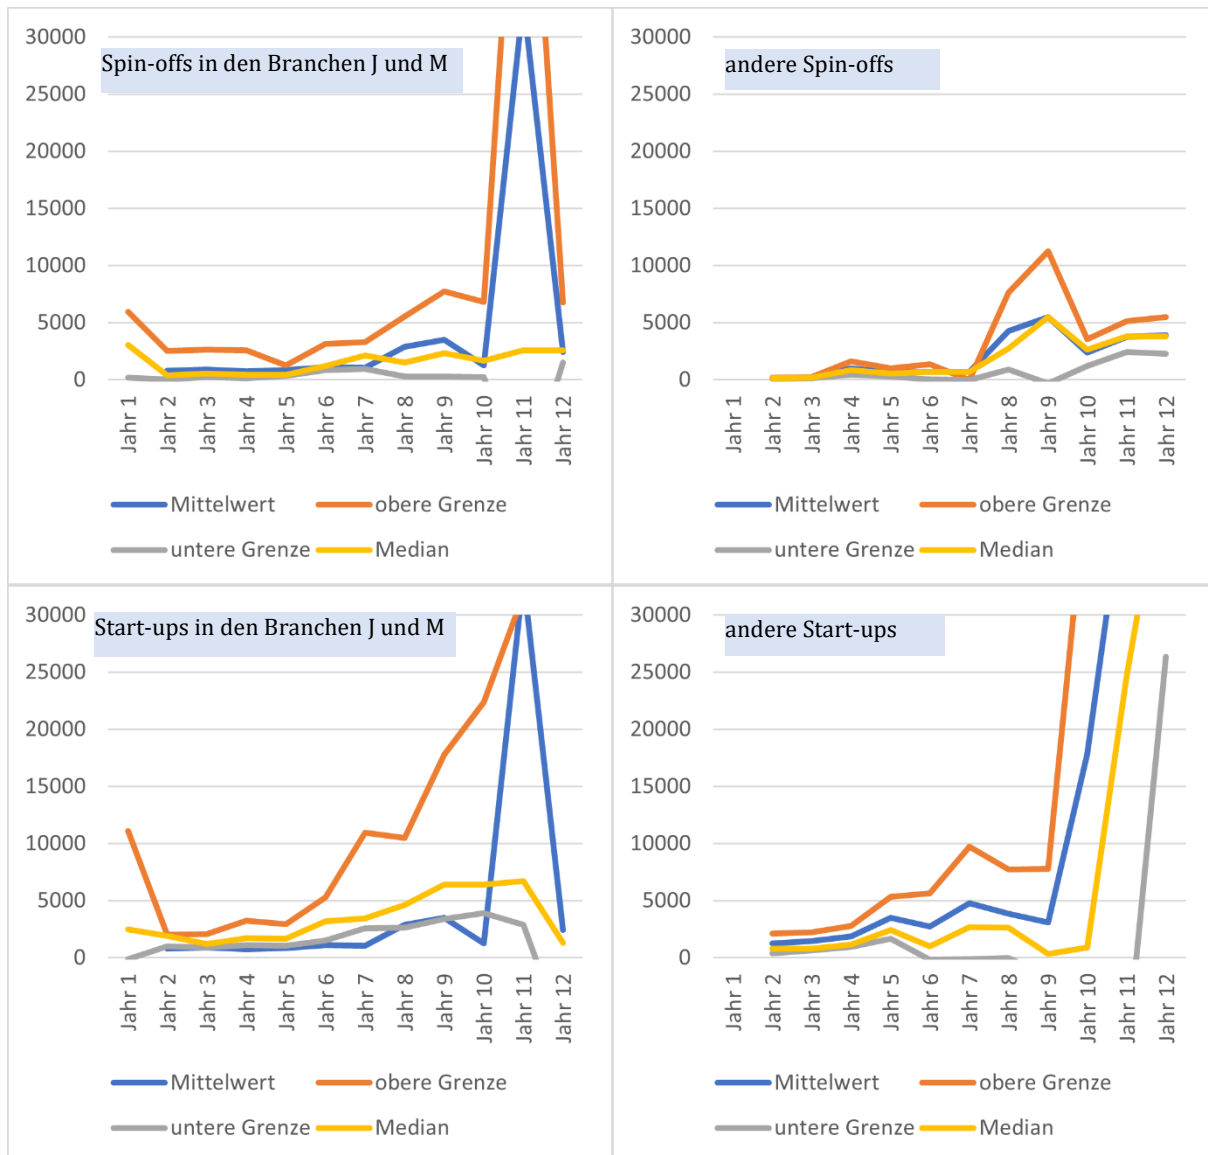 Spin-offs in den Branchen J und M
30000
25000
20000
15000
10000
5000
0
Jahr 1
Jahr 2
Jahr 3
Jahr 4
Jahr 5
Jahr 6
Jahr 7
Jahr 8
Jahr 9
Jahr 10
Jahr 11
Jahr 12
Mittelwert
obere Grenze
untere Grenze
Median
andere Spin-offs
30000
25000
20000
15000
10000
5000
0
Jahr 1
Jahr 2
Jahr 3
Jahr 4
Jahr 5
Jahr 6
Jahr 7
Jahr 8
Jahr 9
Jahr 10
Jahr 11
Jahr 12
Mittelwert
obere Grenze
untere Grenze
Median
Start-ups in den Branchen J und M
30000
25000
20000
15000
10000
5000
0
Jahr 1
Jahr 2
Jahr 3
Jahr 4
Jahr 5
Jahr 6
Jahr 7
Jahr 8
Jahr 9
Jahr 10
Jahr 11
Jahr 12
Mittelwert
obere Grenze
untere Grenze
Median
andere Start-ups
30000
25000
20000
15000
10000
5000
0
Jahr 1
Jahr 2
Jahr 3
Jahr 4
Jahr 5
Jahr 6
Jahr 7
Jahr 8
Jahr 9
Jahr 10
Jahr 11
Jahr 12
Mittelwert
obere Grenze
untere Grenze
Median